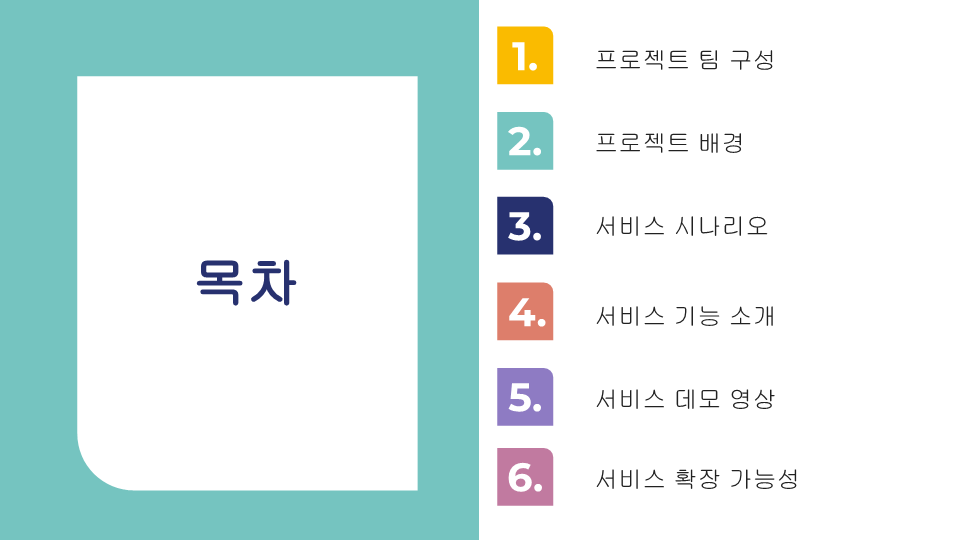 목차
1. 프로젝트 팀 구성
2. 프로젝트 배경
3. 서비스 시나리오
4. 서비스 기능 소개
5. 서비스 데모 영상
6. 서비스 확장 가능성